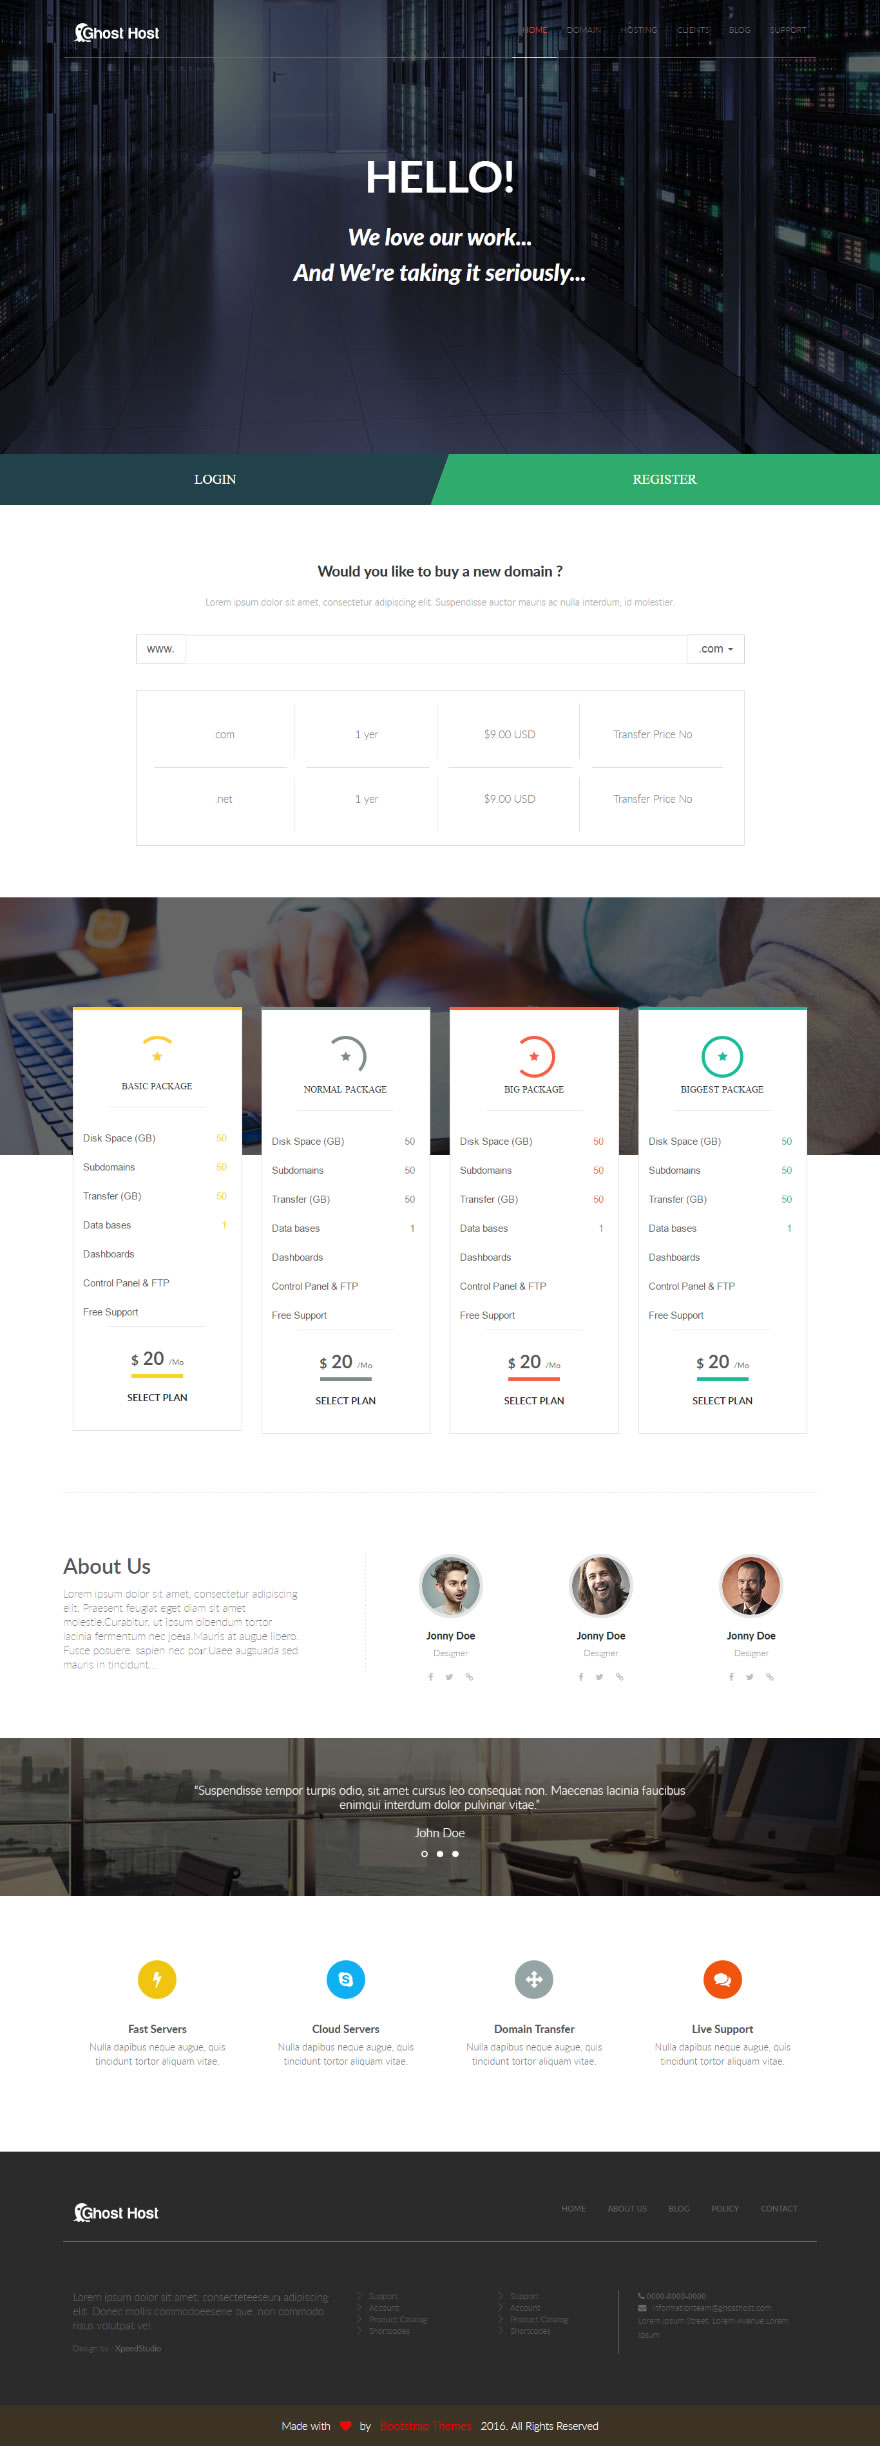 Ghost Host
HOME DOMAIN HOSTING CLIENTS BLOG SUPPORT
HELLO!
We love our work...
And We're taking it seriously...
LOGIN REGISTER
Would you like to buy a new domain ?
Lorem ipsum dolor sit amet, consectetur adipiscing elit. Suspendisse auctor mauris ac nulla interdum, id molestier.
www. .com
.com 1 yer $9.00 USD Transfer Price No
.net 1 yer $9.00 USD Transfer Price No
BASIC PACKAGE
Disk Space (GB) 50
Subdomains 50
Transfer (GB) 50
Data bases 1
Dashboards
Control Panel & FTP
Free Support
$ 20 /Mo
SELECT PLAN
NORMAL PACKAGE
Disk Space (GB) 50
Subdomains 50
Transfer (GB) 50
Data bases 1
Dashboards
Control Panel & FTP
Free Support
$ 20 /Mo
SELECT PLAN
BIG PACKAGE
Disk Space (GB) 50
Subdomains 50
Transfer (GB) 50
Data bases 1
Dashboards
Control Panel & FTP
Free Support
$ 20 /Mo
SELECT PLAN
BIGGEST PACKAGE
Disk Space (GB) 50
Subdomains 50
Transfer (GB) 50
Data bases 1
Dashboards
Control Panel & FTP
Free Support
$ 20 /Mo
SELECT PLAN
About Us
Lorem ipsum dolor sit amet, consectetur adipiscing
elit. Praesent feugiat eget diam sit amet
molestie.Curabitur, ut ipsum bibendum tortor
lacinia fermentum nec joeia.Mauris at augue libero.
Fusce posuere, sapien nec ppir.Uaee augsuada sed
mauris in tincidunt...
Jonny Doe
Designer
Jonny Doe
Designer
Jonny Doe
Designer
"Suspendisse tempor turpis odio, sit amet cursus leo consequat non. Maecenas lacinia faucibus
enimqui interdum dolor pulvinar vitae."
John Doe
Fast Servers
Nulla dapibus neque augue, quis
tincidunt tortor aliquam vitae.
Cloud Servers
Nulla dapibus neque augue, quis
tincidunt tortor aliquam vitae.
Domain Transfer
Nulla dapibus neque augue, quis
tincidunt tortor aliquam vitae.
Live Support
Nulla dapibus neque augue, quis
tincidunt tortor aliquam vitae.
Ghost Host
HOME ABOUT US BLOG POLICY CONTACT
Lorem ipsum dolor sit amet, consecteteeseun adipiscing
elit. Donec mollis commodoeesene que, non commodo
risus volutpat vel.
Design by : XpeedStudio
Support
Account
Product Catalog
Shortcodes
Support
Account
Product Catalog
Shortcodes
0000-0000-0000
informationteam@ghosthost.com
Lorem Ipsum Street, Lorem Avenue Lorem
Ipsum
Made with by Bootstrap Themes 2016. All Rights Reserved